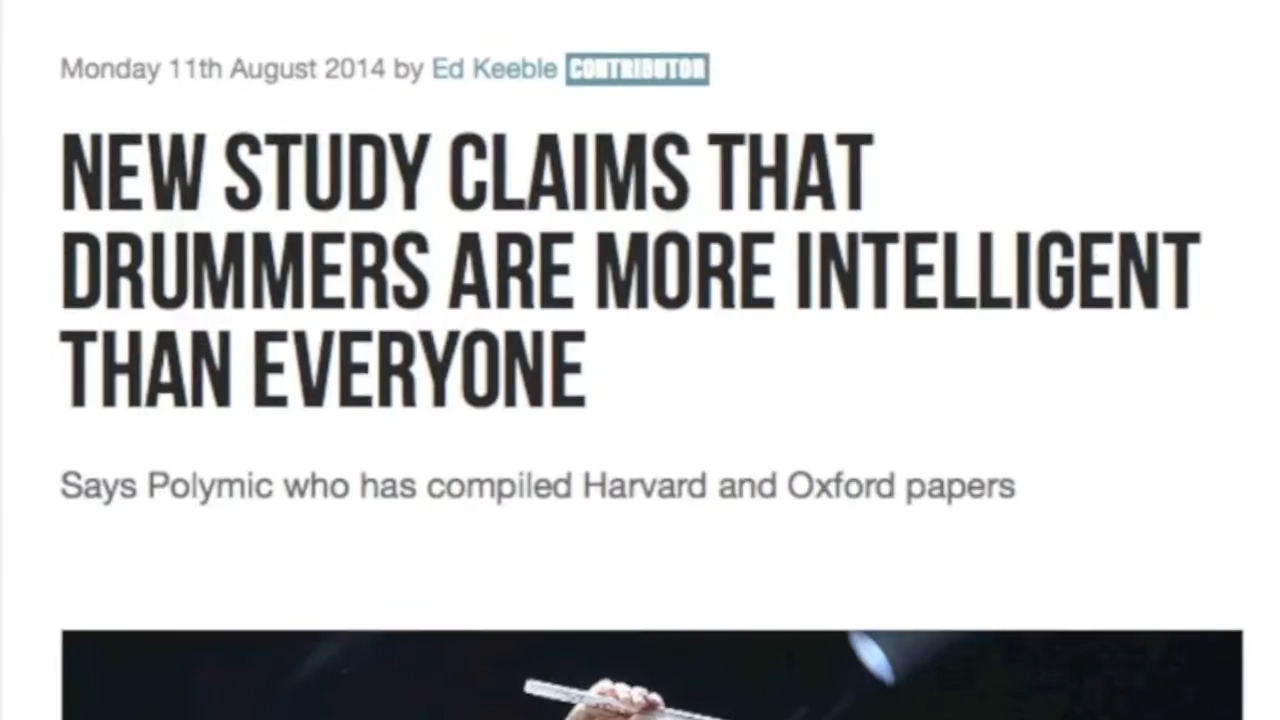 Monday 11th August 2014 by Ed Keeble CONTRIBUTOR
NEW STUDY CLAIMS THAT
DRUMMERS ARE MORE INTELLIGENT
THAN EVERYONE
Says Polymic who has compiled Harvard and Oxford papers